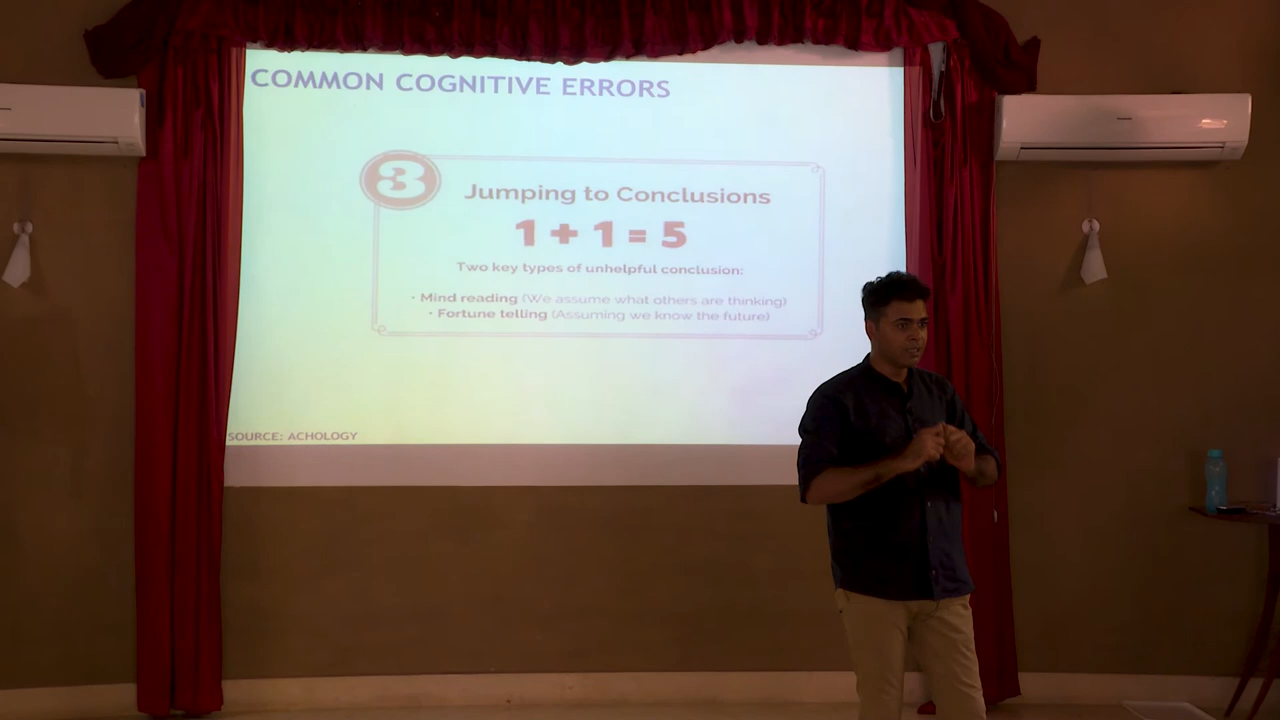 COMMON COGNITIVE ERRORS
3
Jumping to Conclusions
1 + 1 = 5
Two key types of unhelpful conclusion:
• Mind reading (We assume what others are thinking)
• Fortune telling (Assuming we know the future)
SOURCE: ACHOLOGY